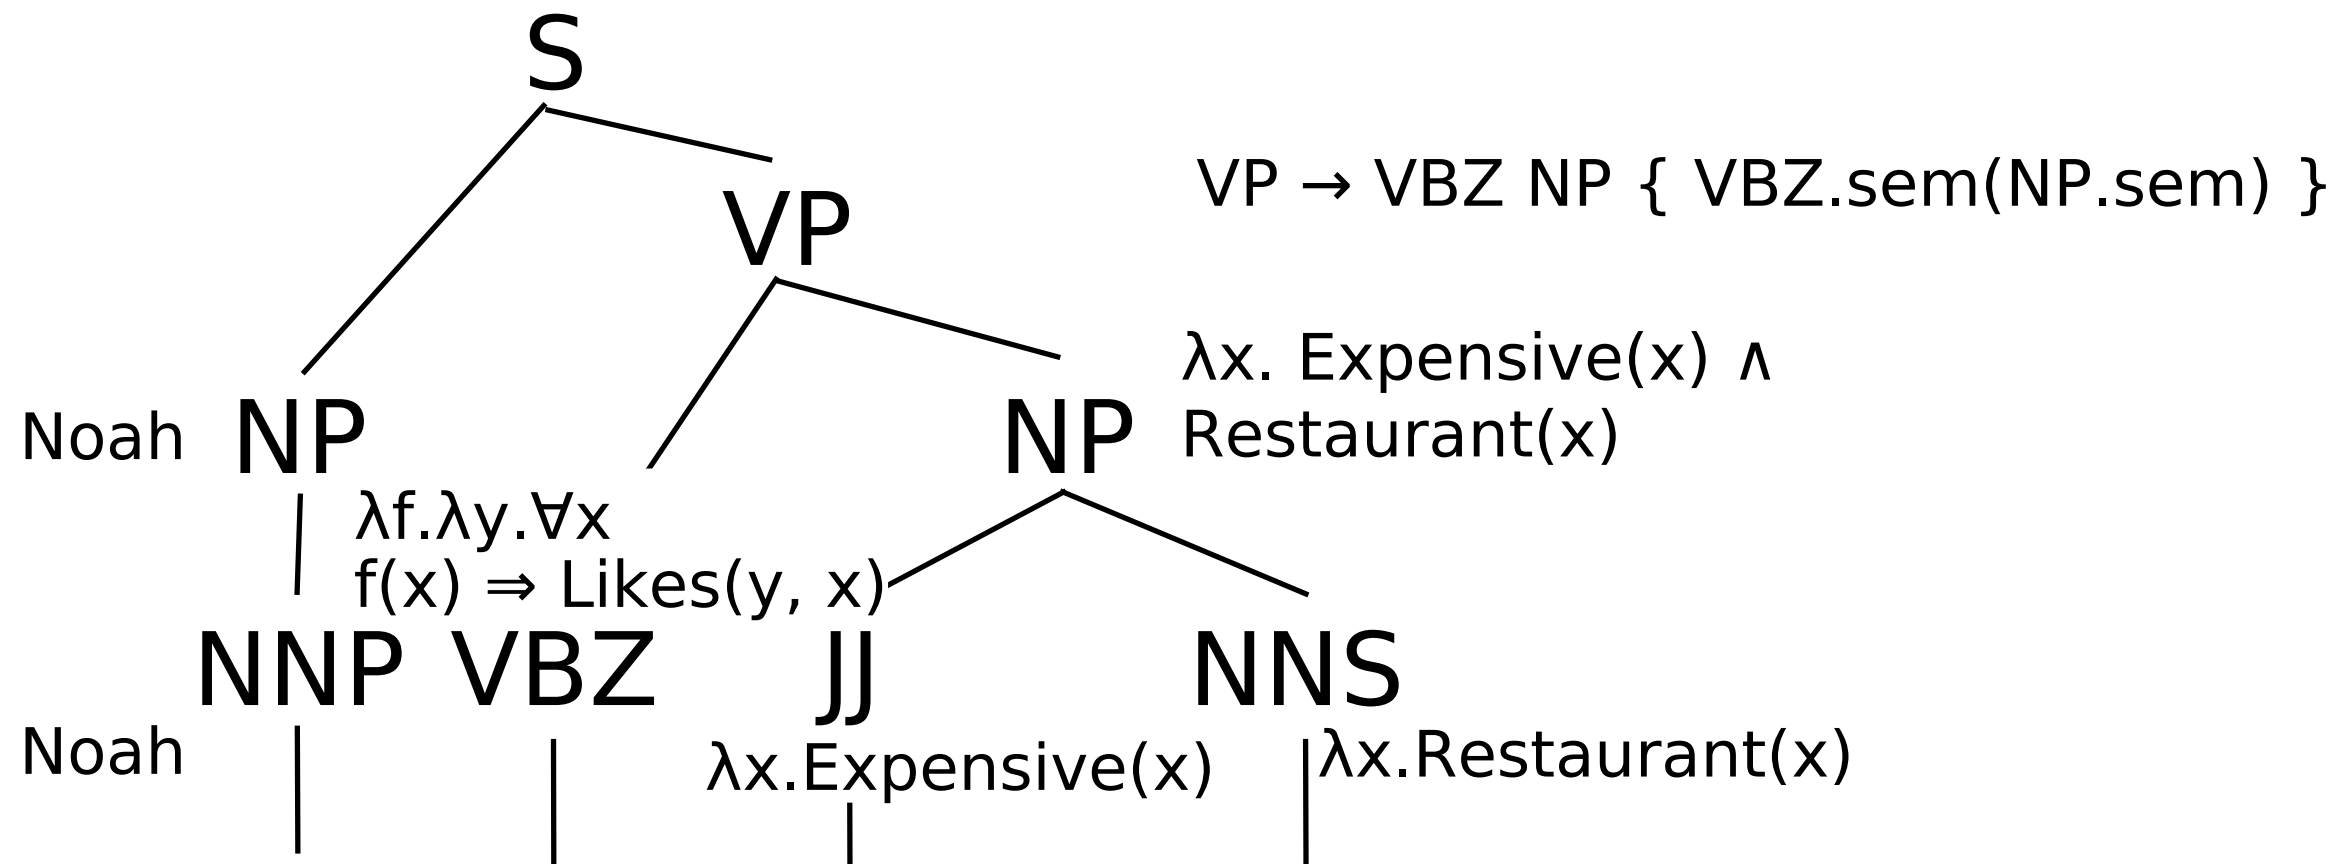 S
VP
VP → VBZ NP { VBZ.sem(NP.sem) }
λx. Expensive(x) ∧
Restaurant(x)
Noah
NP
NP
λf.λy.∀x
f(x) ⇒ Likes(y, x)
NNP
VBZ
JJ
NNS
Noah
λx.Expensive(x)
λx.Restaurant(x)